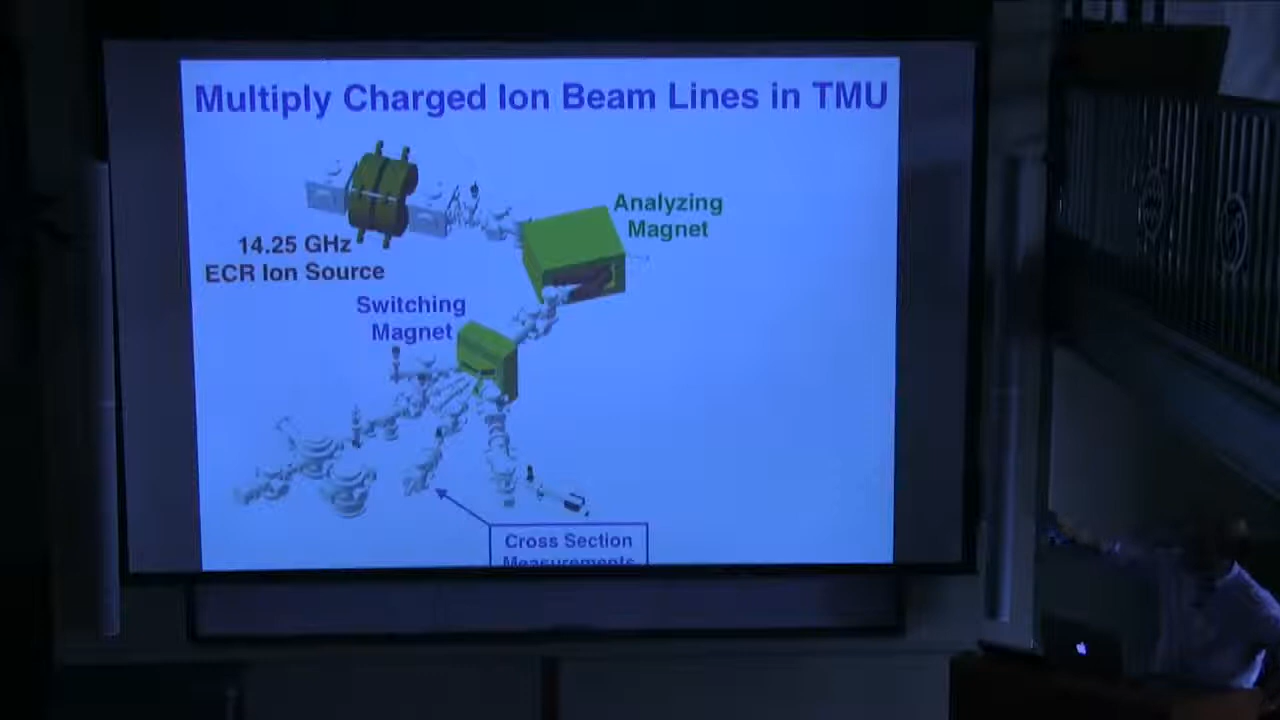 Multiply Charged Ion Beam Lines in TMU
Analyzing
Magnet
14.25 GHz
ECR Ion Source
Switching
Magnet
Cross Section
Measurements